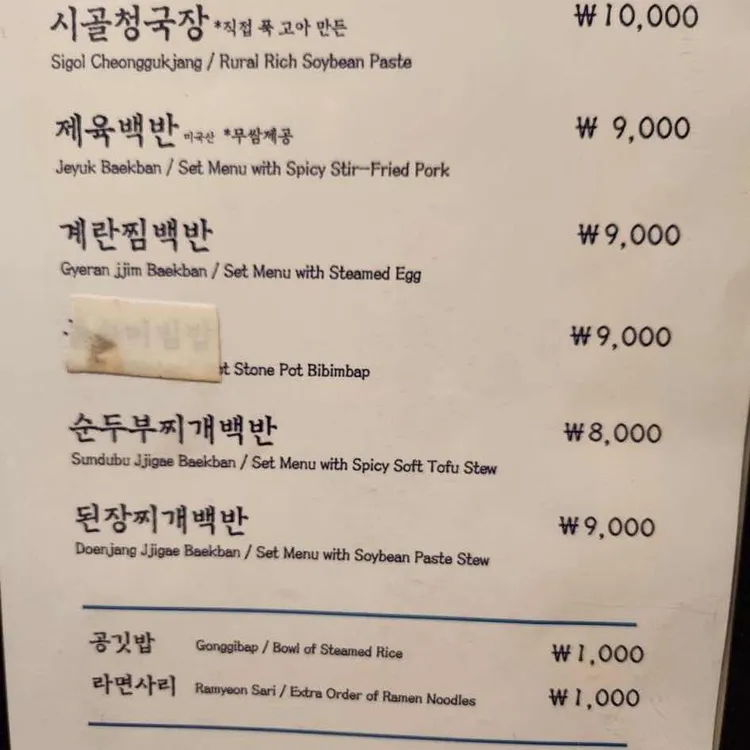 시골청국장 *직접 푹 고아 만든 ₩10,000
Sigol Cheonggukjang / Rural Rich Soybean Paste
제육백반 미국산 *무쌈제공 ₩ 9,000
Jeyuk Baekban / Set Menu with Spicy Stir-Fried Pork
계란찜백반 ₩9,000
Gyeran jjim Baekban / Set Menu with Steamed Egg
₩9,000
Stone Pot Bibimbap
순두부찌개백반 ₩8,000
Sundubu Jjigae Baekban / Set Menu with Spicy Soft Tofu Stew
된장찌개백반 ₩9,000
Doenjang Jjigae Baekban / Set Menu with Soybean Paste Stew
공깃밥 Gonggibap / Bowl of Steamed Rice ₩1,000
라면사리 Ramyeon Sari / Extra Order of Ramen Noodles ₩1,000